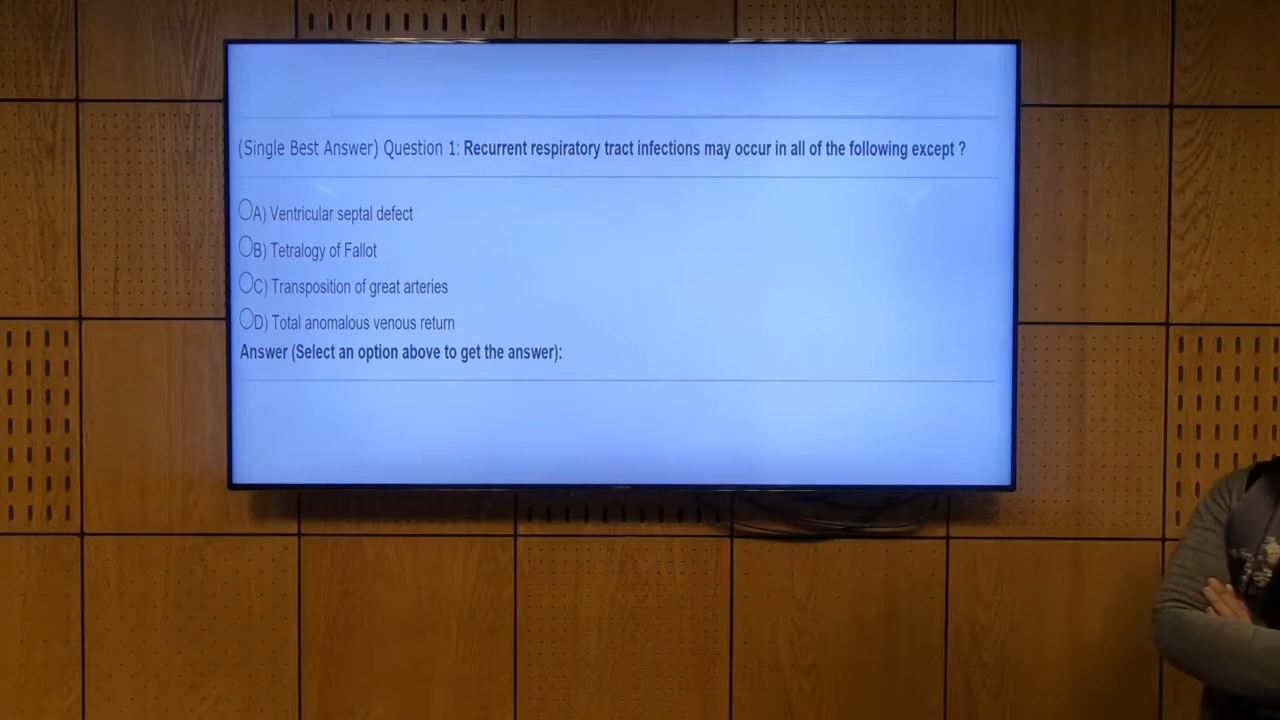 (Single Best Answer) Question 1: Recurrent respiratory tract infections may occur in all of the following except ?
A) Ventricular septal defect
B) Tetralogy of Fallot
C) Transposition of great arteries
D) Total anomalous venous return
Answer (Select an option above to get the answer):